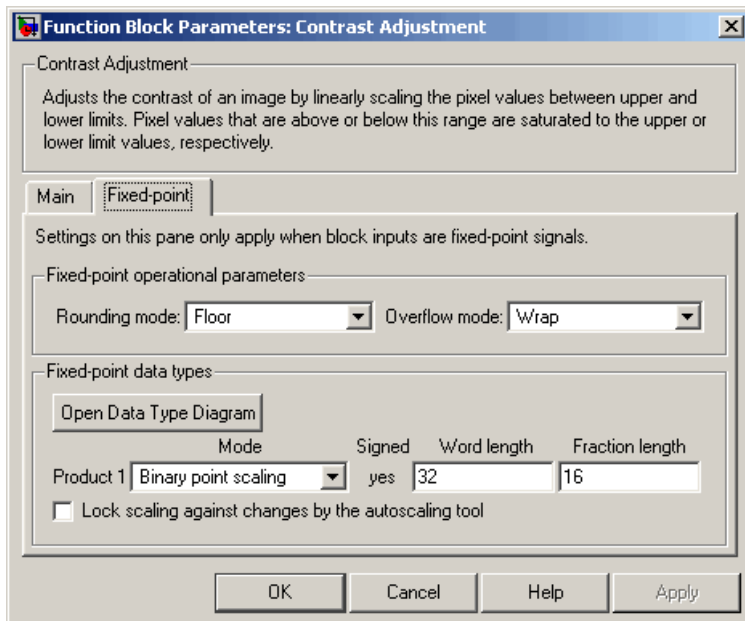 Function Block Parameters: Contrast Adjustment
Contrast Adjustment
Adjusts the contrast of an image by linearly scaling the pixel values between upper and
lower limits. Pixel values that are above or below this range are saturated to the upper or
lower limit values, respectively.
Main Fixed-point
Settings on this pane only apply when block inputs are fixed-point signals.
Fixed-point operational parameters
Rounding mode: Floor Overflow mode: Wrap
Fixed-point data types
Open Data Type Diagram
Mode Signed Word length Fraction length
Product 1 Binary point scaling yes 32 16
Lock scaling against changes by the autoscaling tool
OK Cancel Help Apply